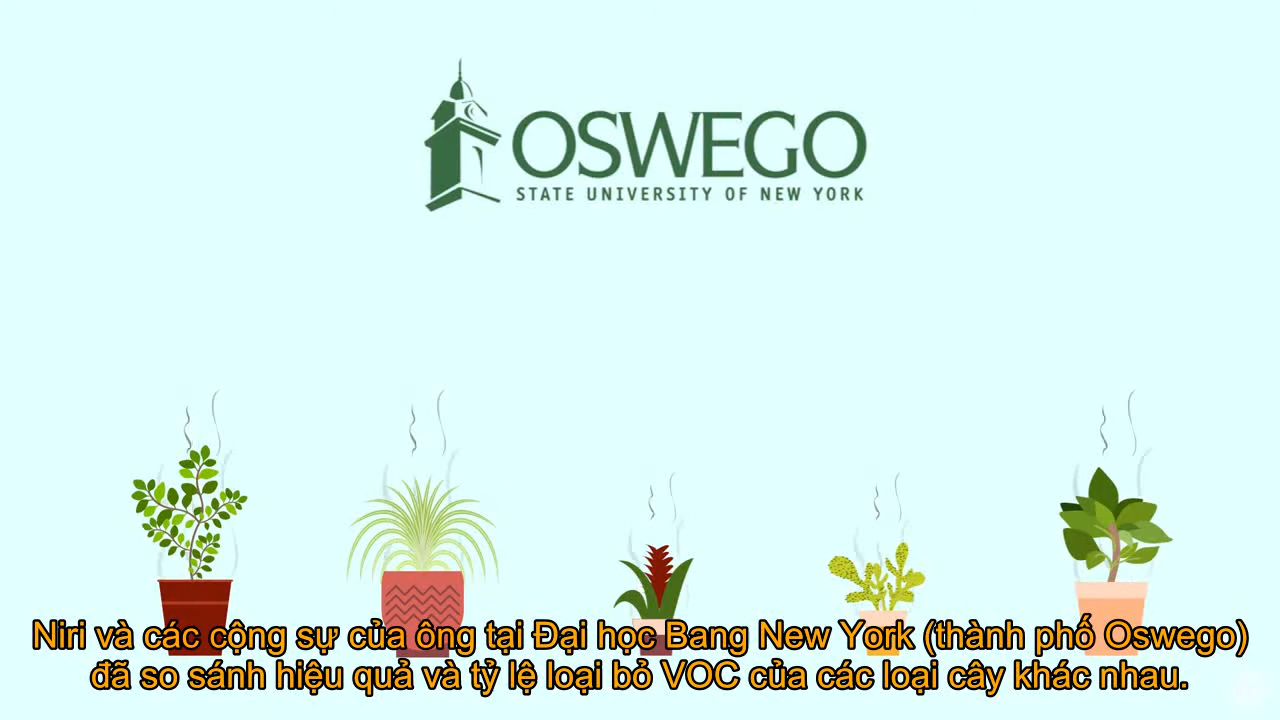 OSWEGO
STATE UNIVERSITY OF NEW YORK
Niri và các cộng sự của ông tại Đại học Bang New York (thành phố Oswego)
đã so sánh hiệu quả và tỷ lệ loại bỏ VOC của các loại cây khác nhau.